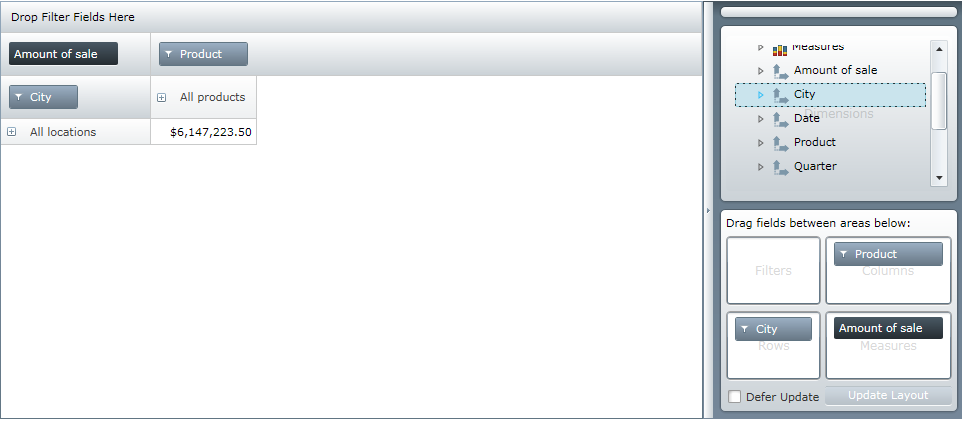 Drop Filter Fields Here
Amount of sale
Product
City
All products
All locations
$6,147,223.50
Measures
Amount of sale
City
Dimensions
Date
Product
Quarter
Drag fields between areas below:
Filters
Product
Columns
City
Rows
Amount of sale
Measures
Defer Update
Update Layout